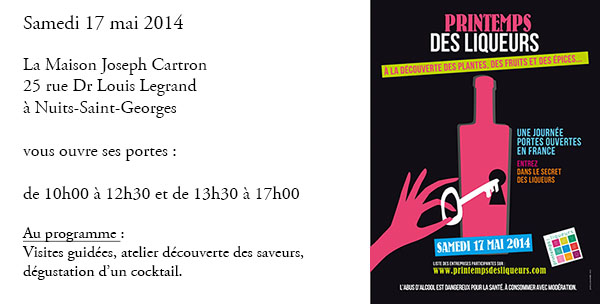 Samedi 17 mai 2014
La Maison Joseph Cartron
25 rue Dr Louis Legrand
à Nuits-Saint-Georges
vous ouvre ses portes :
de 10h00 à 12h30 et de 13h30 à 17h00
Au programme :
Visites guidées, atelier découverte des saveurs,
dégustation d'un cocktail.
PRINTEMPS
DES LIQUEURS
À LA DÉCOUVERTE DES PLANTES, DES FRUITS ET DES ÉPICES...
UNE JOURNÉE
PORTES OUVERTES
EN FRANCE
ENTREZ
DANS LE SECRET
DES LIQUEURS
SAMEDI 17 MAI 2014
LISTE DES ENTREPRISES PARTICIPANTES SUR :
www.printempsdesliqueurs.com
L'ABUS D'ALCOOL EST DANGEREUX POUR LA SANTÉ. À CONSOMMER AVEC MODÉRATION.